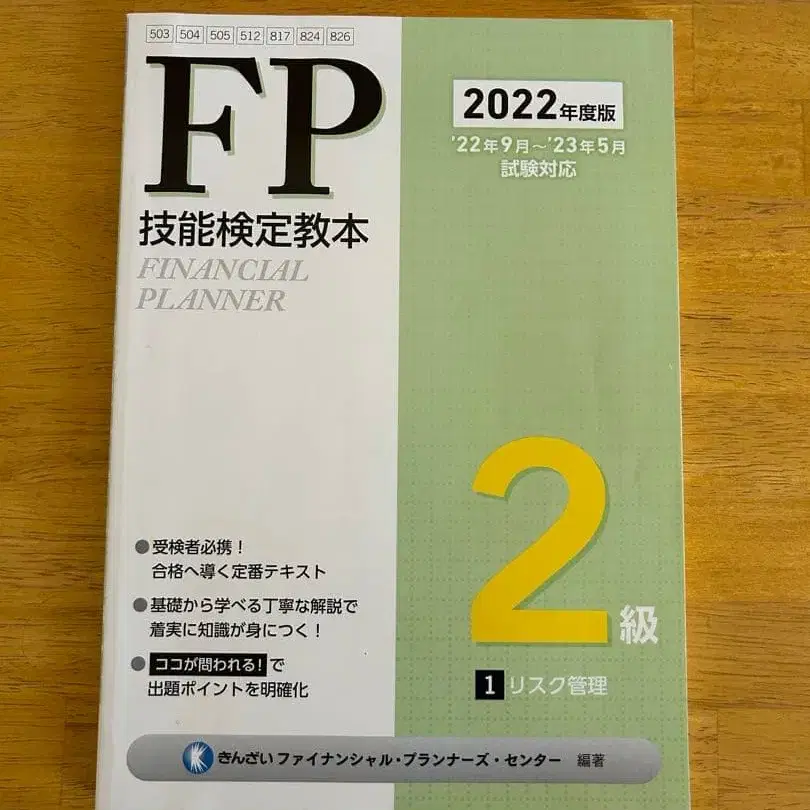 503 504 505 512 817 824 826
FP
技能検定教本
FINANCIAL
PLANNER
2022年度版
'22年9月～'23年5月
試験対応
2級
1 リスク管理
●受検者必携！
合格へ導く定番テキスト
●基礎から学べる丁寧な解説で
着実に知識が身につく！
●ココが問われる！で
出題ポイントを明確化
K きんざい ファイナンシャル・プランナーズ・センター 編著